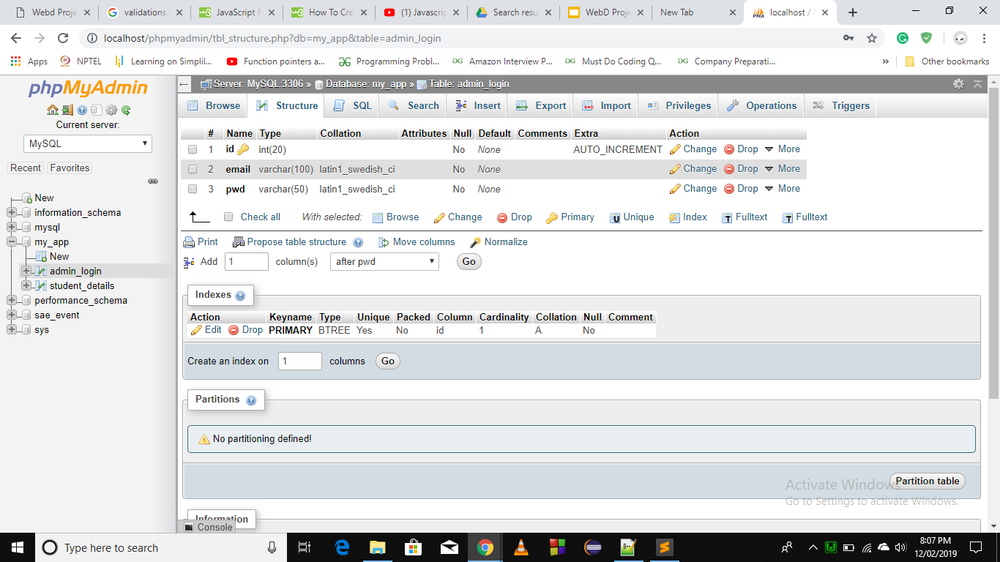 Webd Proje
validations
JavaScript F
How To Cre
(1) Javascrip
Search resu
WebD Proje
New Tab
localhost /
localhost/phpmyadmin/tbl_structure.php?db=my_app&table=admin_login
Apps NPTEL Learning on Simplil... Function pointers a... Programming Probl... Amazon Interview P... Must Do Coding Q... Company Preparati... » Other bookmarks
phpMyAdmin
Current server:
MySQL
Recent Favorites
New
information_schema
mysql
my_app
New
admin_login
student_details
performance_schema
sae_event
sys
Server: MySQL:3306 » Database: my_app » Table: admin_login
Browse Structure SQL Search Insert Export Import Privileges Operations Triggers
# Name Type Collation Attributes Null Default Comments Extra Action
1 id int(20) No None AUTO_INCREMENT Change Drop More
2 email varchar(100) latin1_swedish_ci No None Change Drop More
3 pwd varchar(50) latin1_swedish_ci No None Change Drop More
Check all With selected: Browse Change Drop Primary Unique Index Fulltext Fulltext
Print Propose table structure Move columns Normalize
Add 1 column(s) after pwd Go
Indexes
Action Keyname Type Unique Packed Column Cardinality Collation Null Comment
Edit Drop PRIMARY BTREE Yes No id 1 A No
Create an index on 1 columns Go
Partitions
No partitioning defined!
Partition table
Activate Windows
Go to Settings to activate Windows.
Information
Console
Type here to search
8:07 PM
12/02/2019